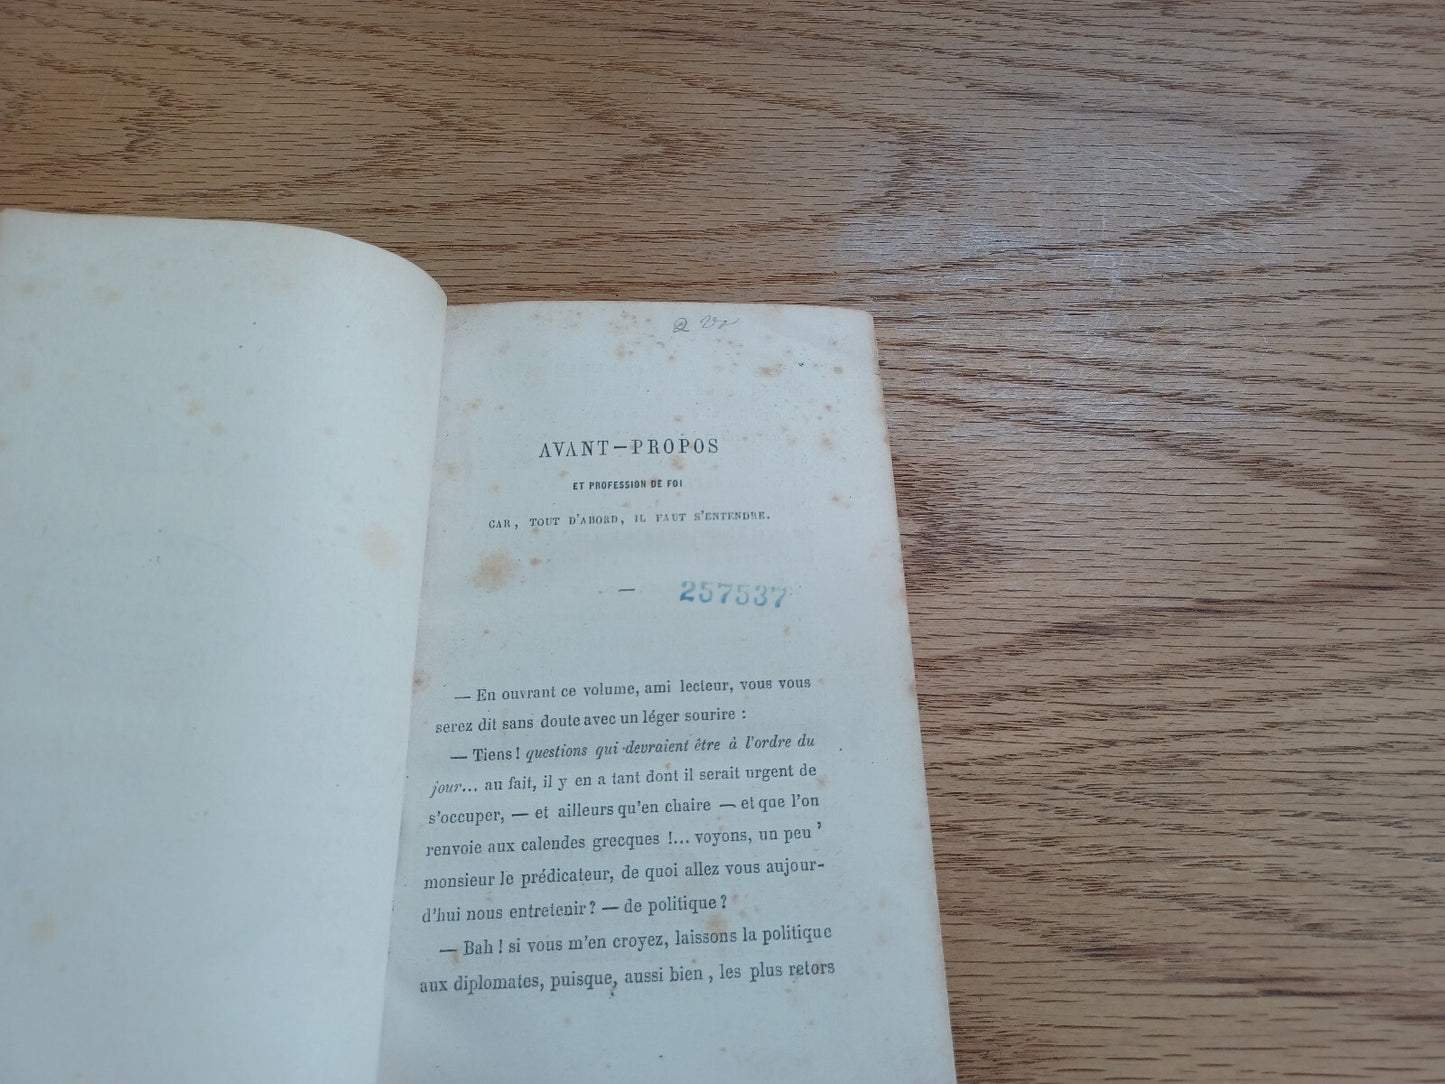 AVANT—PROPOS
ET PROFESSION DE FOI
CAR, TOUT D'ABORD, IL FAUT S'ENTENDRE.
—
257537
— En ouvrant ce volume, ami lecteur, vous vous
serez dit sans doute avec un léger sourire :
— Tiens! questions qui devraient être à l'ordre du
jour... au fait, il y en a tant dont il serait urgent de
s'occuper, — et ailleurs qu'en chaire — et que l'on
renvoie aux calendes grecques !... voyons, un peu '
monsieur le prédicateur, de quoi allez vous aujour-
d'hui nous entretenir? — de politique?
— Bah ! si vous m'en croyez, laissons la politique
aux diplomates, puisque, aussi bien, les plus retors